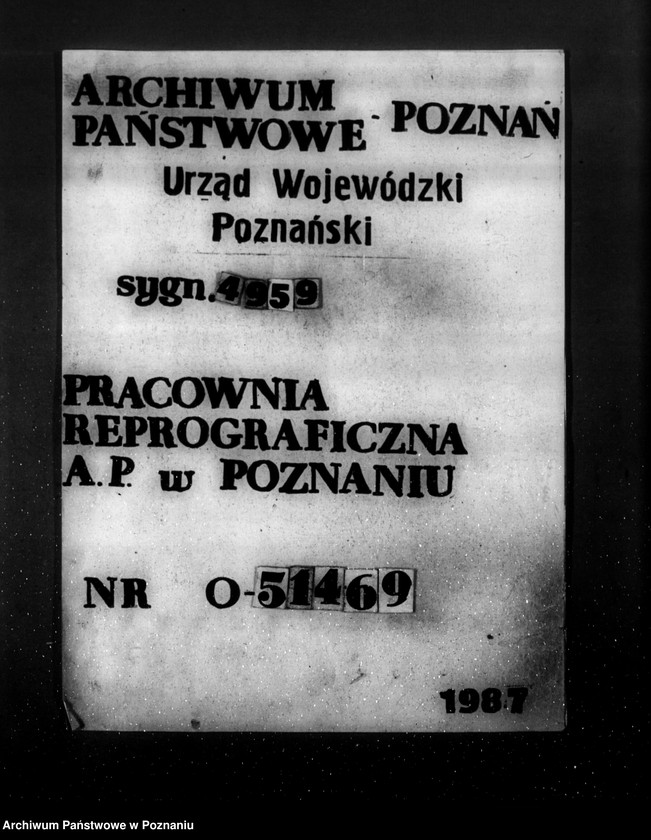 ARCHIWUM
PAŃSTWOWE - POZNAŃ
Urząd Wojewódzki
Poznański
sygn. 4959
PRACOWNIA
REPROGRAFICZNA
A.P. w POZNANIU
NR O-51469
1987
Archiwum Państwowe w Poznaniu